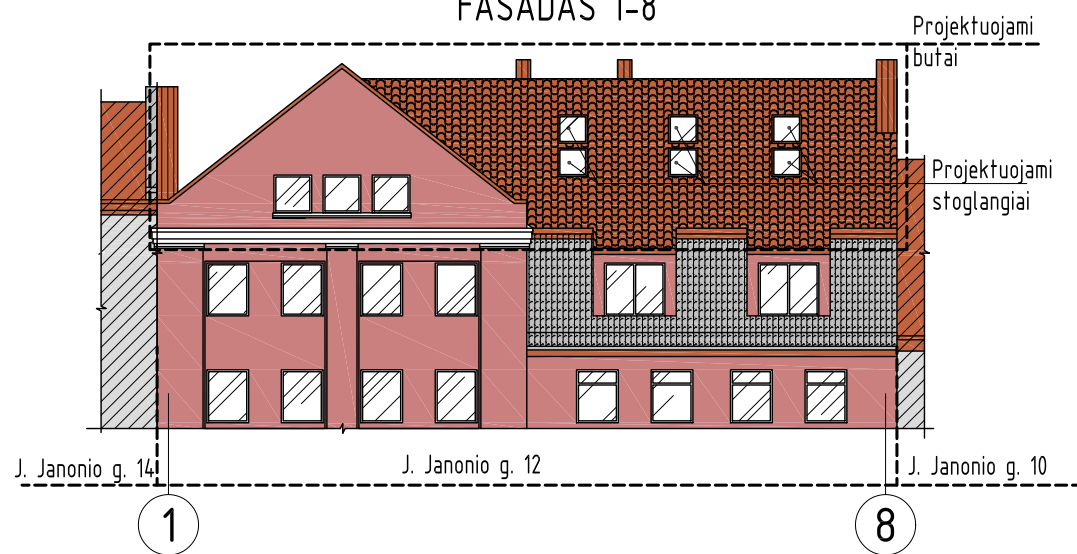 FASADAS 1-8
Projektuojami
butai
Projektuojami
stoglangiai
J. Janonio g. 14
J. Janonio g. 12
J. Janonio g. 10
1
8